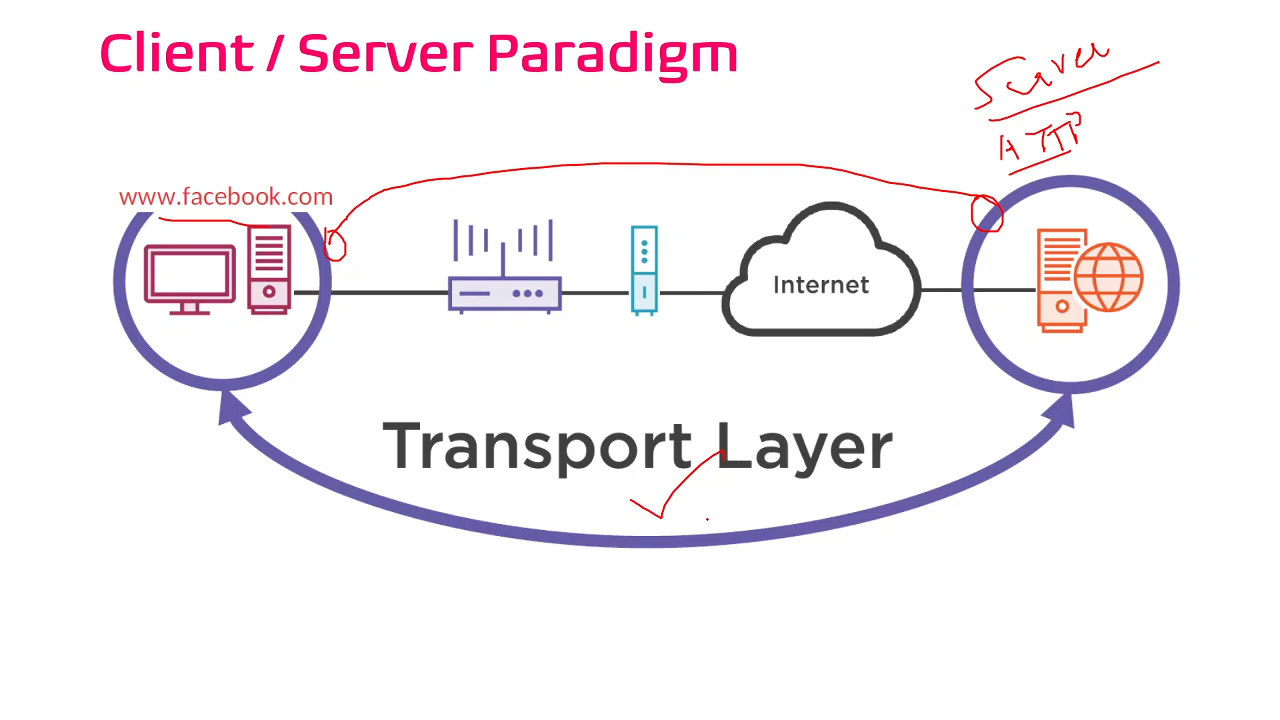 Client / Server Paradigm
Server
HTTP
www.facebook.com
Internet
Transport Layer